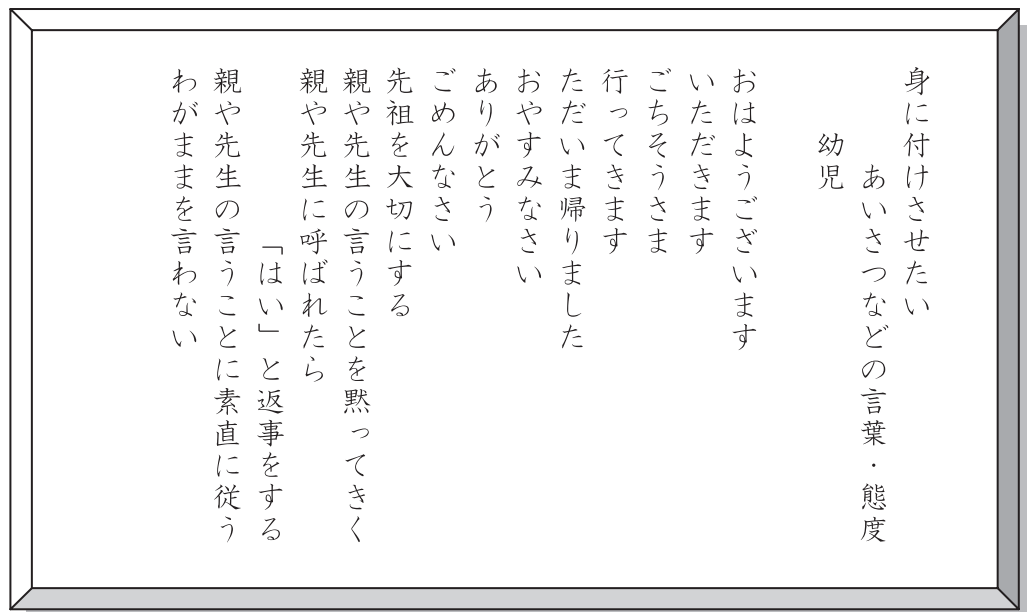 身に付けさせたい
あいさつなどの言葉・態度
幼児
おはようございます
いただきます
ごちそうさま
行ってきます
ただいま帰りました
おやすみなさい
ありがとう
ごめんなさい
先祖を大切にする
親や先生の言うことを黙ってきく
親や先生に呼ばれたら
「はい」と返事をする
親や先生の言うことに素直に従う
わがままを言わない